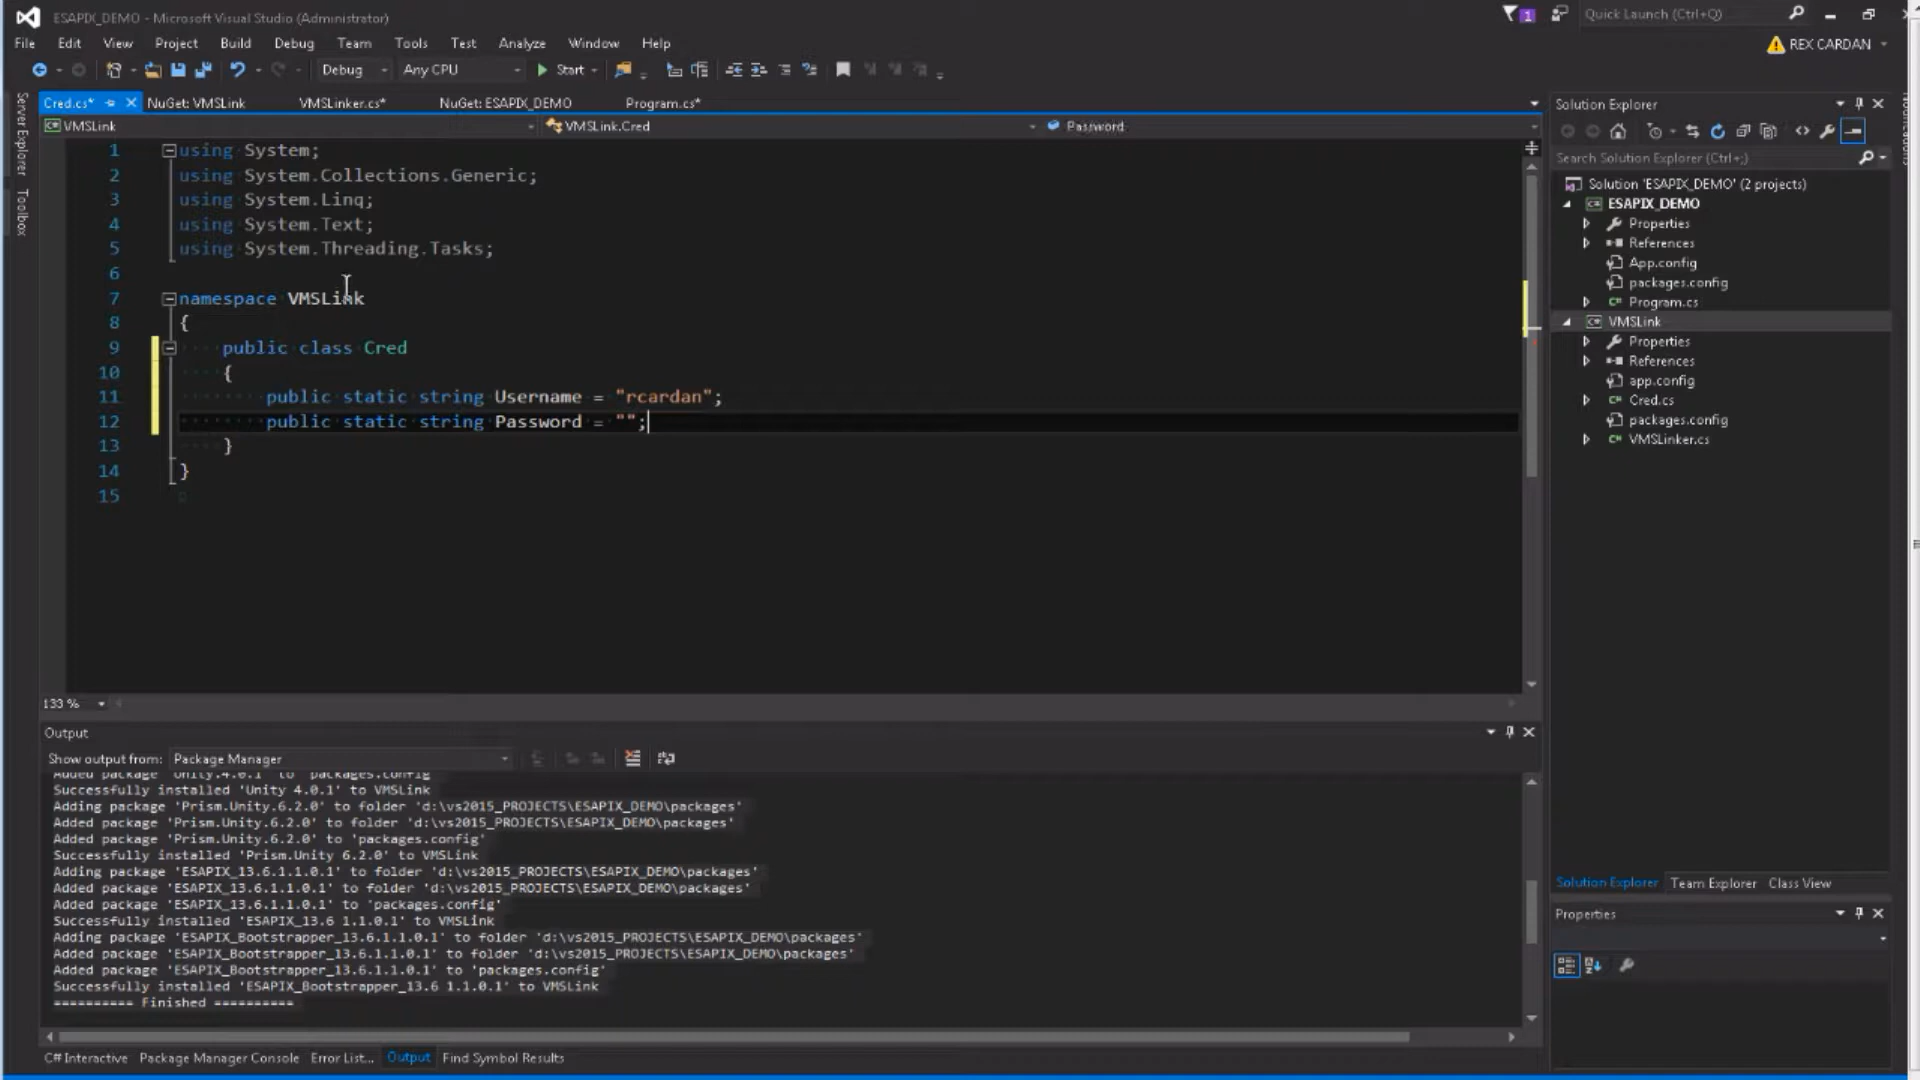 ESAPIX_DEMO - Microsoft Visual Studio (Administrator)
1
Quick Launch (Ctrl+Q)
File Edit View Project Build Debug Team Tools Test Analyze Window Help
REX CARDAN
Debug Any CPU Start
Server Explorer
Toolbox
Cred.cs* NuGet: VMSLink VMSLinker.cs* NuGet: ESAPIX_DEMO Program.cs*
VMSLink VMSLink.Cred Password
1 using System;
2 using System.Collections.Generic;
3 using System.Linq;
4 using System.Text;
5 using System.Threading.Tasks;
6
7 namespace VMSLink
8 {
9 public class Cred
10 {
11 public static string Username = "rcardan";
12 public static string Password = "";
13 }
14 }
15
133 %
Output
Show output from: Package Manager
Added package 'Unity.4.0.1' to 'packages.config'
Successfully installed 'Unity 4.0.1' to VMSLink
Adding package 'Prism.Unity.6.2.0' to folder 'd:\vs2015_PROJECTS\ESAPIX_DEMO\packages'
Added package 'Prism.Unity.6.2.0' to folder 'd:\vs2015_PROJECTS\ESAPIX_DEMO\packages'
Added package 'Prism.Unity.6.2.0' to 'packages.config'
Successfully installed 'Prism.Unity 6.2.0' to VMSLink
Adding package 'ESAPIX_13.6.1.1.0.1' to folder 'd:\vs2015_PROJECTS\ESAPIX_DEMO\packages'
Added package 'ESAPIX_13.6.1.1.0.1' to folder 'd:\vs2015_PROJECTS\ESAPIX_DEMO\packages'
Added package 'ESAPIX_13.6.1.1.0.1' to 'packages.config'
Successfully installed 'ESAPIX_13.6 1.1.0.1' to VMSLink
Adding package 'ESAPIX_Bootstrapper_13.6.1.1.0.1' to folder 'd:\vs2015_PROJECTS\ESAPIX_DEMO\packages'
Added package 'ESAPIX_Bootstrapper_13.6.1.1.0.1' to folder 'd:\vs2015_PROJECTS\ESAPIX_DEMO\packages'
Added package 'ESAPIX_Bootstrapper_13.6.1.1.0.1' to 'packages.config'
Successfully installed 'ESAPIX_Bootstrapper_13.6 1.1.0.1' to VMSLink
========== Finished ==========
C# Interactive Package Manager Console Error List... Output Find Symbol Results
Solution Explorer
Search Solution Explorer (Ctrl+;)
Solution 'ESAPIX_DEMO' (2 projects)
ESAPIX_DEMO
Properties
References
App.config
packages.config
Program.cs
VMSLink
Properties
References
app.config
Cred.cs
packages.config
VMSLinker.cs
Solution Explorer Team Explorer Class View
Properties